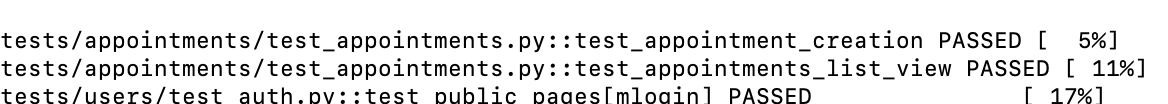 tests/appointments/test_appointments.py::test_appointment_creation PASSED [  5%]
tests/appointments/test_appointments.py::test_appointments_list_view PASSED [ 11%]
tests/users/test_auth.py::test_public_pages[mlogin] PASSED               [ 17%]